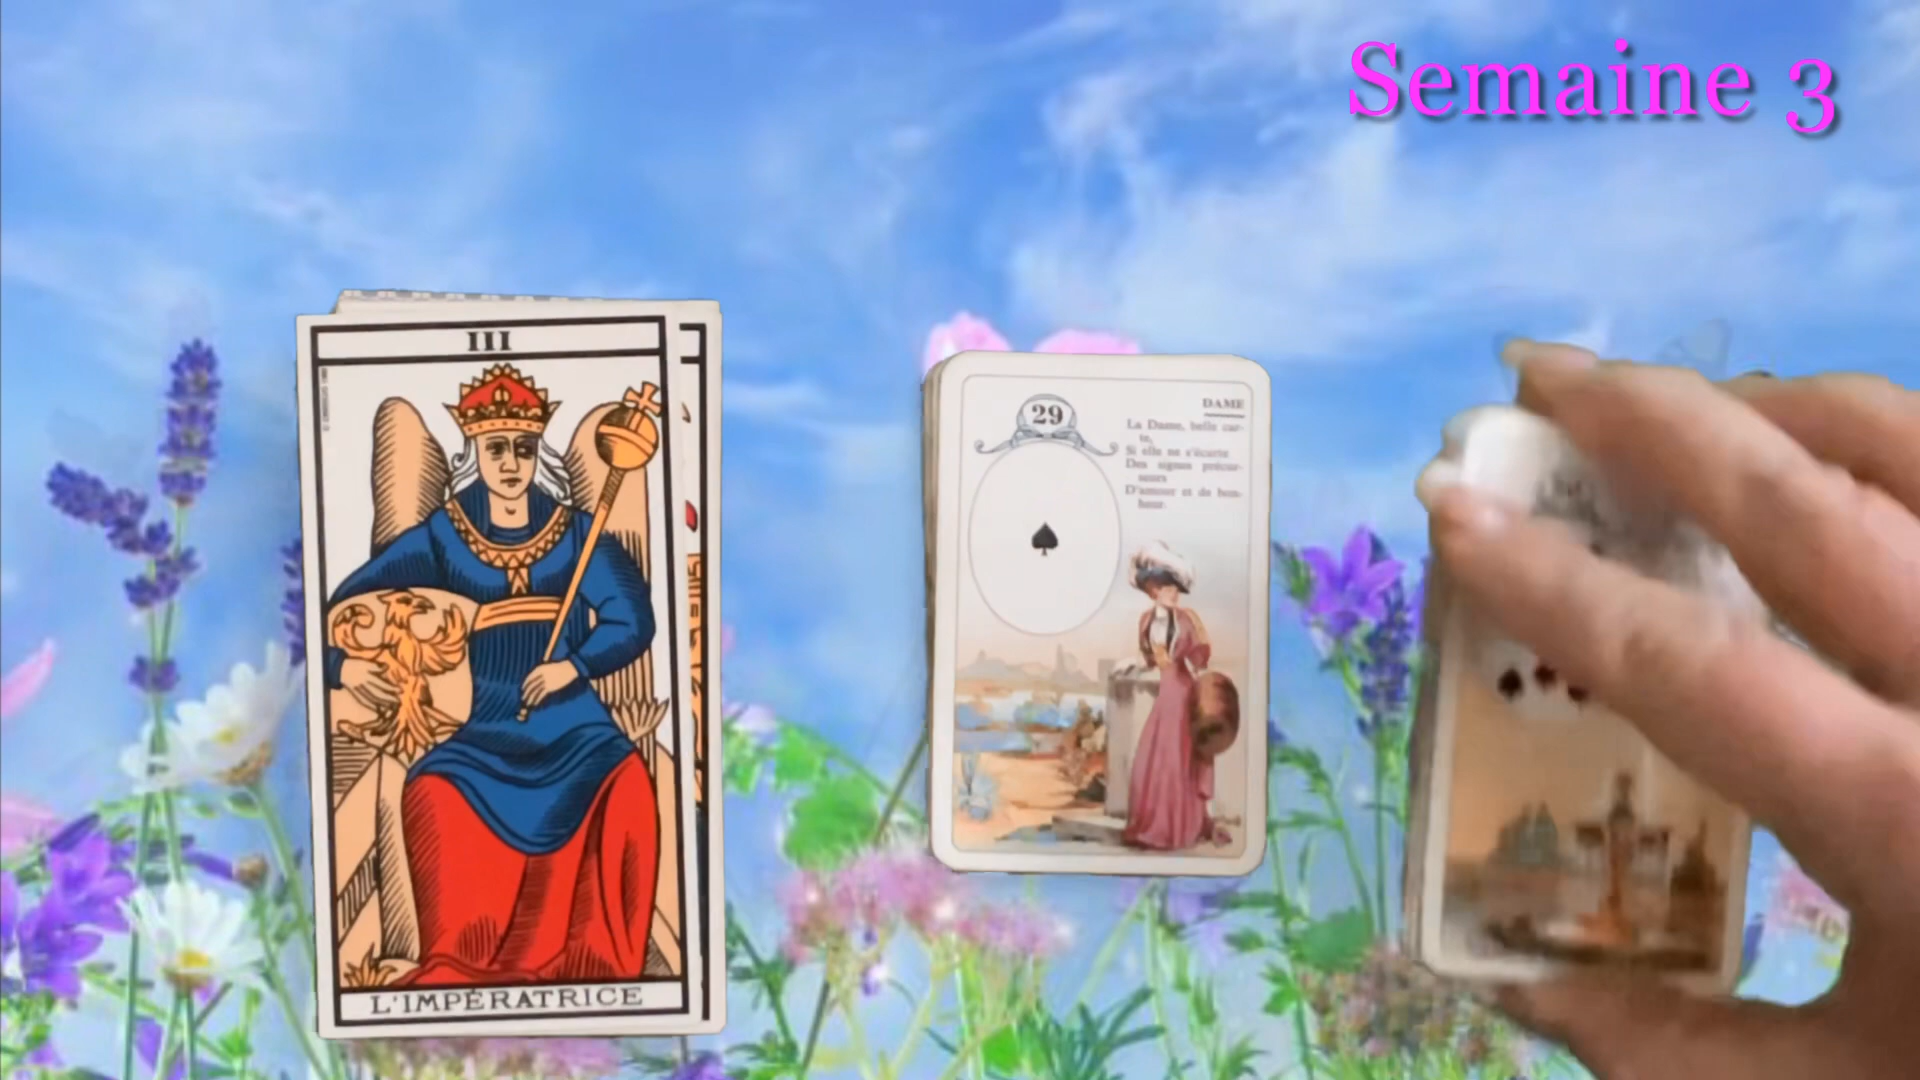 Semaine 3
III
L'IMPÉRATRICE
29
DAME
La Dame, belle car-
te,
Si elle ne s'écarte
Des signes précur-
seurs
D'amour et de bon-
heur.